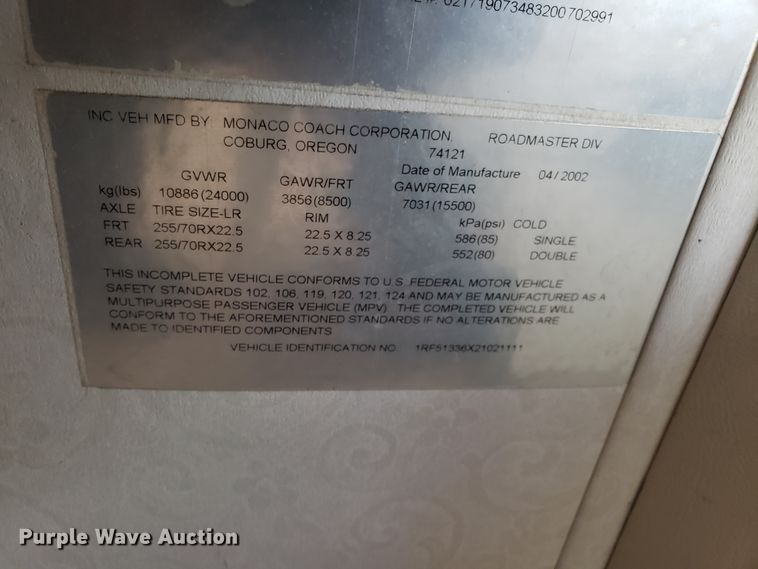 021719073483200702991
INC VEH MFD BY: MONACO COACH CORPORATION, ROADMASTER DIV
COBURG, OREGON 74121
Date of Manufacture 04/2002
GVWR GAWR/FRT GAWR/REAR
kg(lbs) 10886(24000) 3856(8500) 7031(15500)
AXLE TIRE SIZE-LR RIM kPa(psi) COLD
FRT 255/70RX22.5 22.5 X 8.25 586(85) SINGLE
REAR 255/70RX22.5 22.5 X 8.25 552(80) DOUBLE
THIS INCOMPLETE VEHICLE CONFORMS TO U.S. FEDERAL MOTOR VEHICLE
SAFETY STANDARDS 102, 106, 119, 120, 121, 124 AND MAY BE MANUFACTURED AS A
MULTIPURPOSE PASSENGER VEHICLE (MPV). THE COMPLETED VEHICLE WILL
CONFORM TO THE AFOREMENTIONED STANDARDS IF NO ALTERATIONS ARE
MADE TO IDENTIFIED COMPONENTS
VEHICLE IDENTIFICATION NO. 1RF51336X21021111
Purple Wave Auction